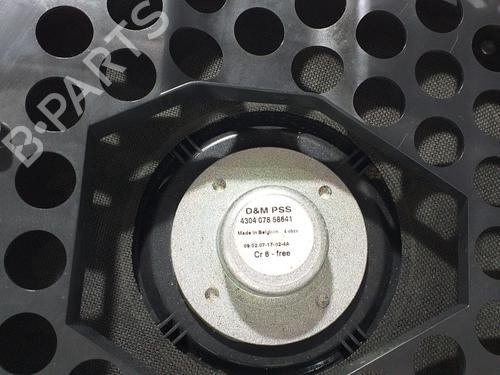 B-PARTS
D&M PSS
4304 078 58641
Made in Belgium 4 ohm
09.02.07-17-02-4A
Cr 6 - free